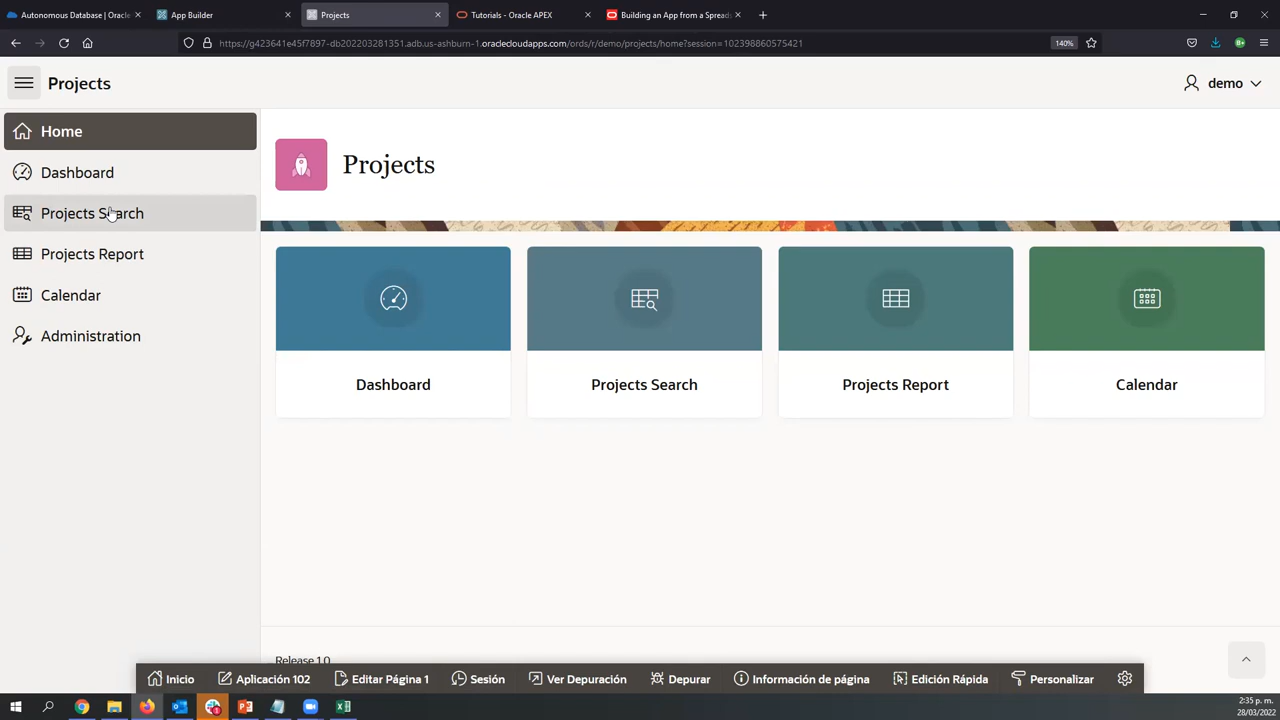 Autonomous Database | Oracle
App Builder
Projects
Tutorials - Oracle APEX
Building an App from a Spreads
https://g423641e45f7897-db202203281351.adb.us-ashburn-1.oraclecloudapps.com/ords/r/demo/projects/home?session=102398860575421
140%
Projects
demo
Home
Dashboard
Projects Search
Projects Report
Calendar
Administration
Projects
Dashboard
Projects Search
Projects Report
Calendar
Release 1.0
Inicio
Aplicación 102
Editar Página 1
Sesión
Ver Depuración
Depurar
Información de página
Edición Rápida
Personalizar
2:35 p. m.
28/03/2022